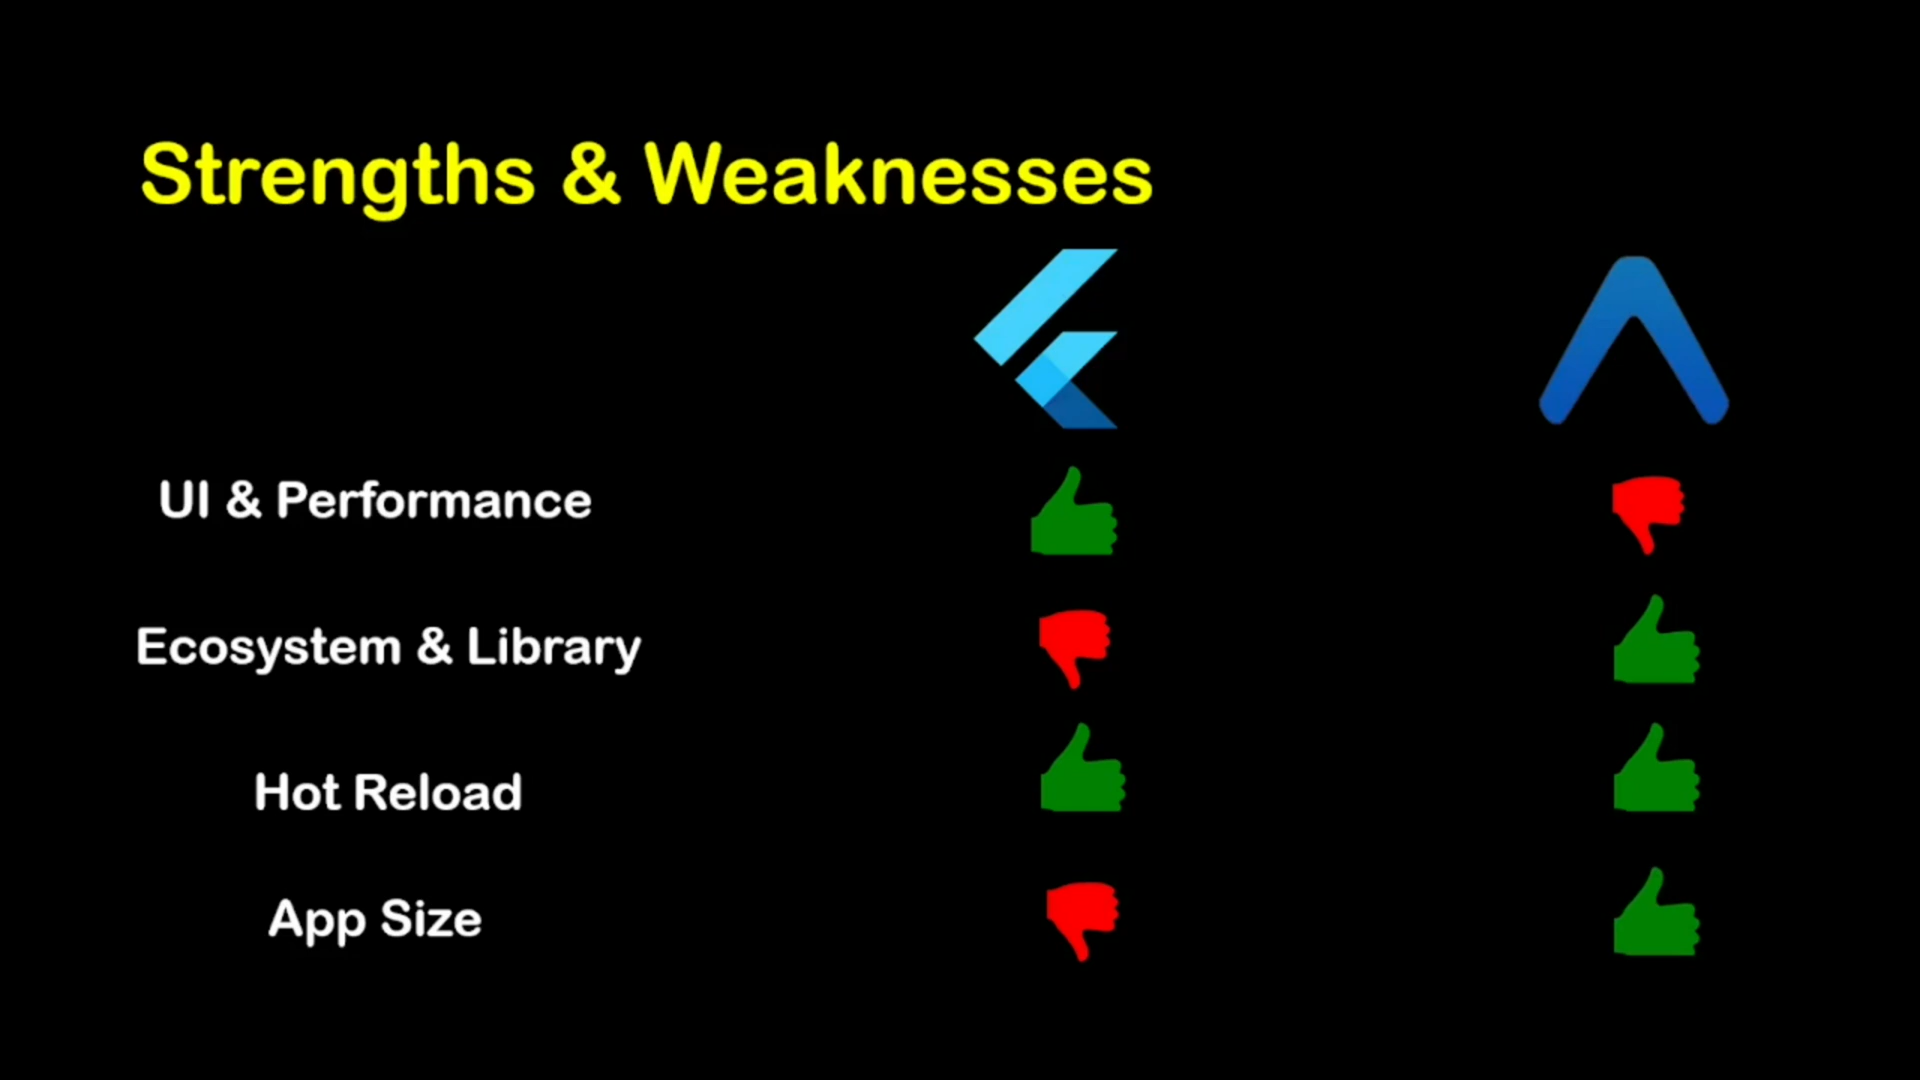 Strengths & Weaknesses
UI & Performance
Ecosystem & Library
Hot Reload
App Size